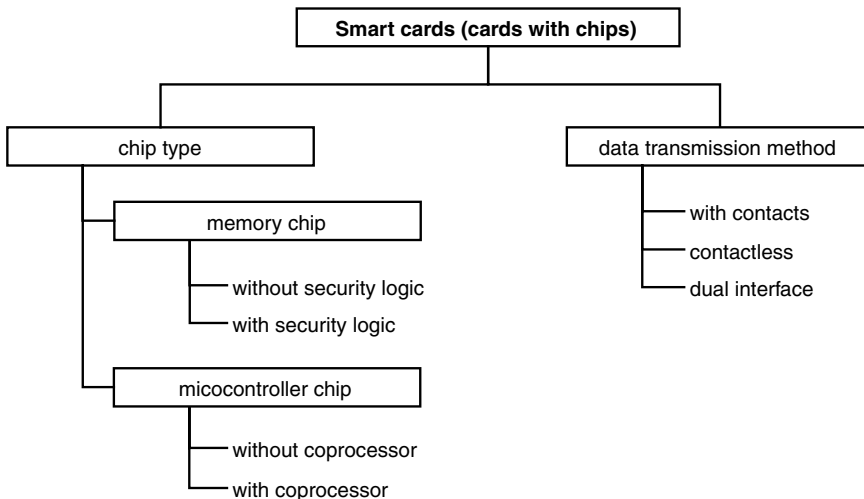 Smart cards (cards with chips)
chip type
data transmission method
memory chip
with contacts
contactless
without security logic
dual interface
with security logic
micocontroller chip
without coprocessor
with coprocessor